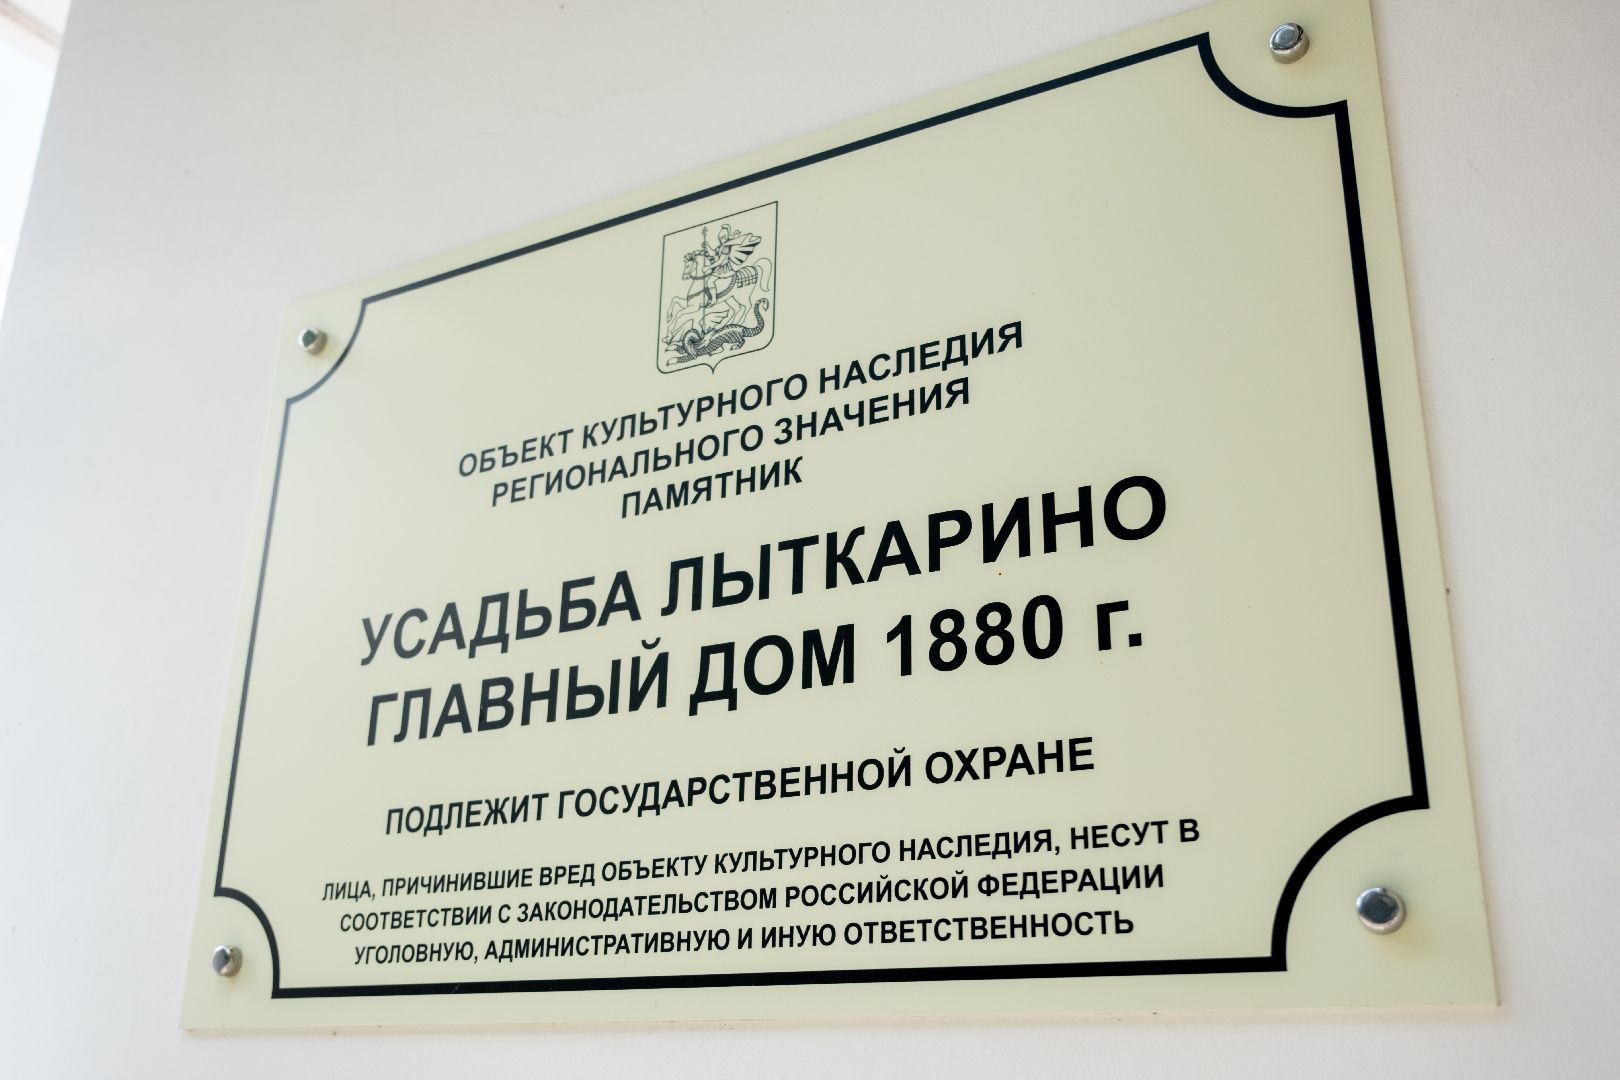 ОБЪЕКТ КУЛЬТУРНОГО НАСЛЕДИЯ
РЕГИОНАЛЬНОГО ЗНАЧЕНИЯ
ПАМЯТНИК
УСАДЬБА ЛЫТКАРИНО
ГЛАВНЫЙ ДОМ 1880 г.
ПОДЛЕЖИТ ГОСУДАРСТВЕННОЙ ОХРАНЕ
ЛИЦА, ПРИЧИНИВШИЕ ВРЕД ОБЪЕКТУ КУЛЬТУРНОГО НАСЛЕДИЯ, НЕСУТ В
СООТВЕТСТВИИ С ЗАКОНОДАТЕЛЬСТВОМ РОССИЙСКОЙ ФЕДЕРАЦИИ
УГОЛОВНУЮ, АДМИНИСТРАТИВНУЮ И ИНУЮ ОТВЕТСТВЕННОСТЬ